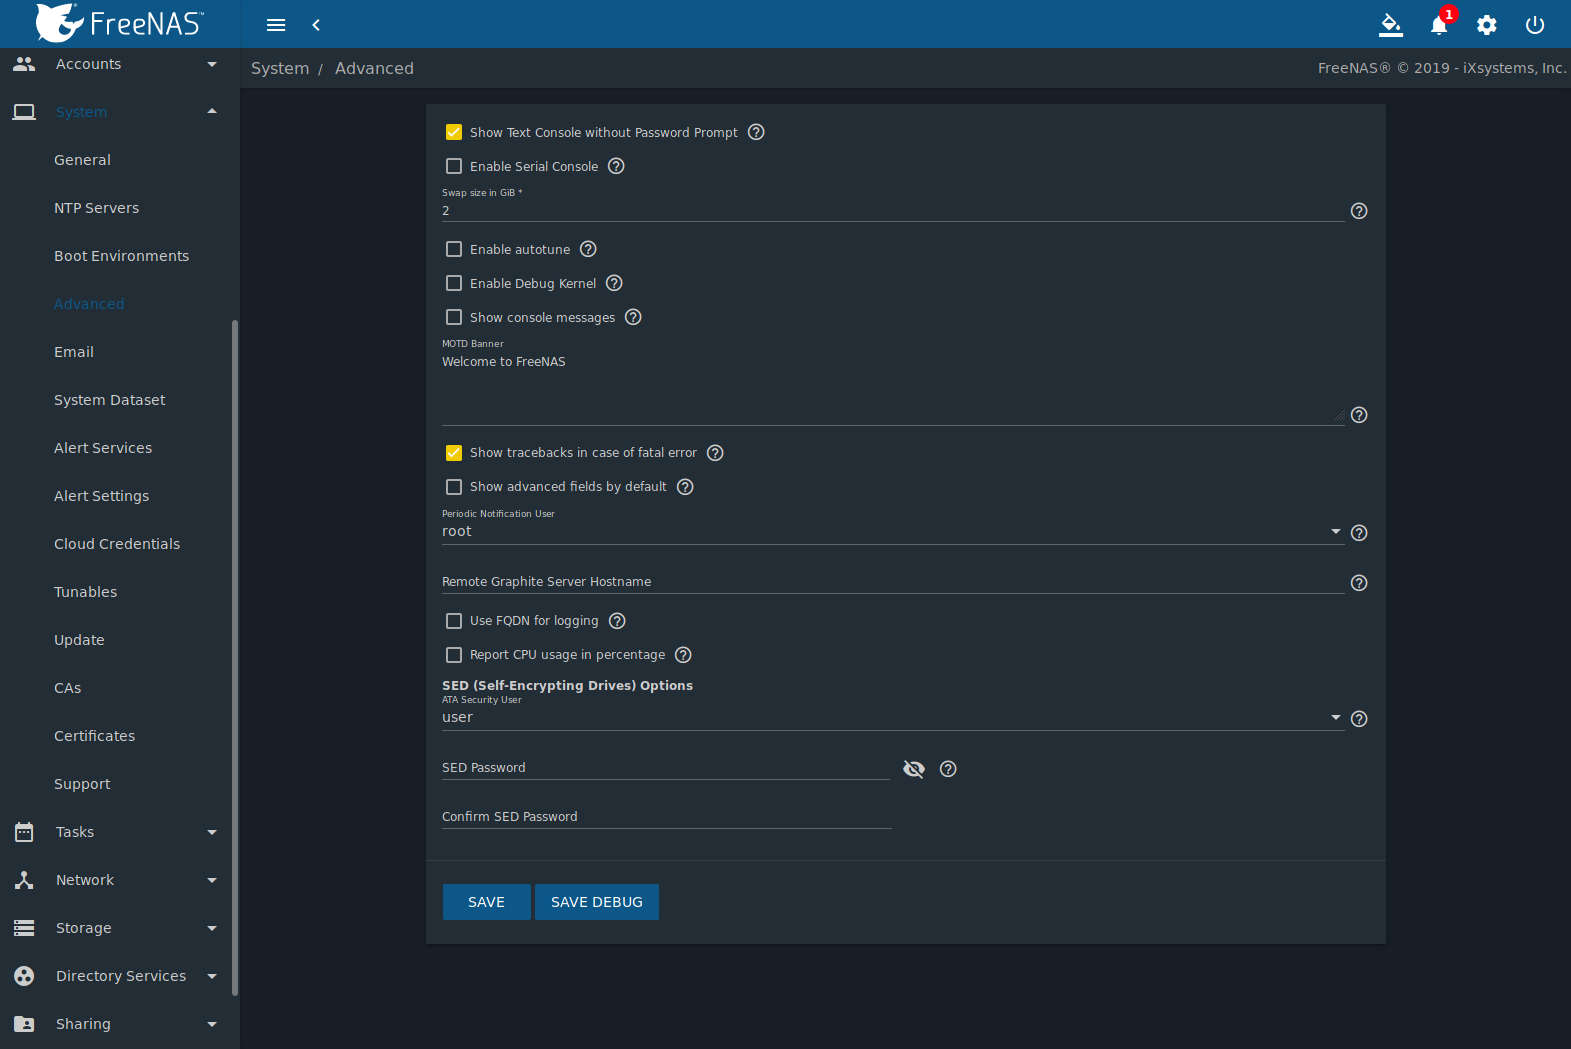 FreeNAS™
1
System / Advanced
FreeNAS® © 2019 - iXsystems, Inc.
Accounts
System
General
NTP Servers
Boot Environments
Advanced
Email
System Dataset
Alert Services
Alert Settings
Cloud Credentials
Tunables
Update
CAs
Certificates
Support
Tasks
Network
Storage
Directory Services
Sharing
Show Text Console without Password Prompt
Enable Serial Console
Swap size in GiB *
2
Enable autotune
Enable Debug Kernel
Show console messages
MOTD Banner
Welcome to FreeNAS
Show tracebacks in case of fatal error
Show advanced fields by default
Periodic Notification User
root
Remote Graphite Server Hostname
Use FQDN for logging
Report CPU usage in percentage
SED (Self-Encrypting Drives) Options
ATA Security User
user
SED Password
Confirm SED Password
SAVE SAVE DEBUG